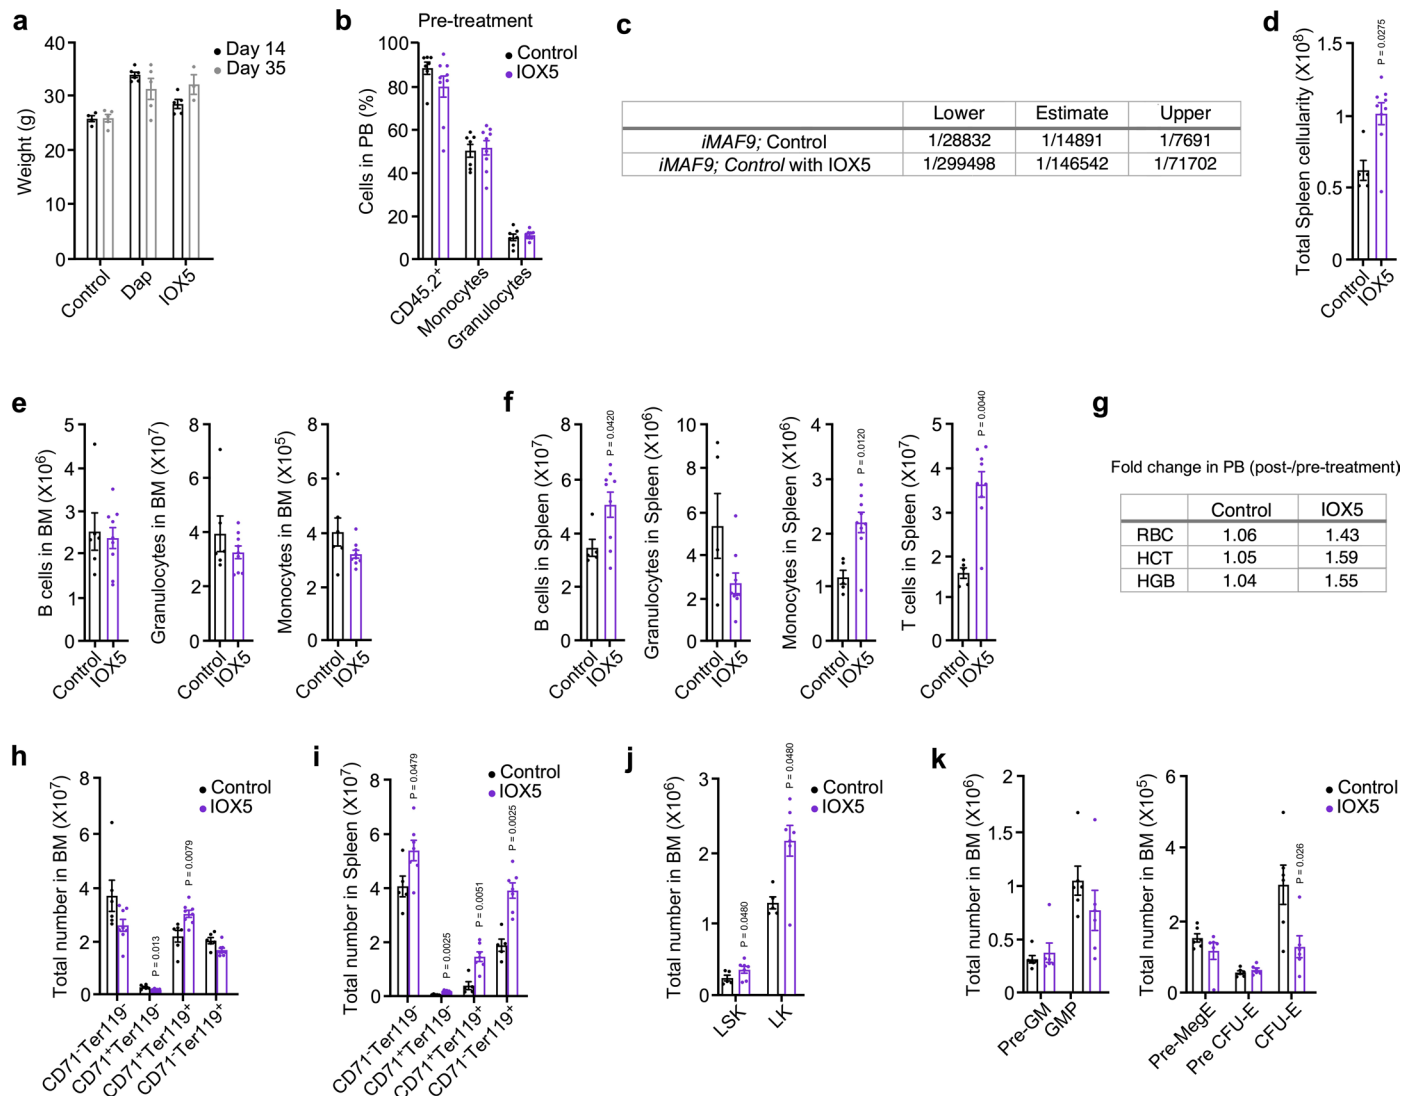 a
Weight (g)
40
30
20
10
0
Control
Dap
IOX5
Day 14
Day 35
b
Pre-treatment
Cells in PB (%)
100
80
60
40
20
0
CD45.2+
Monocytes
Granulocytes
Control
IOX5
c
Lower Estimate Upper
iMAF9; Control 1/28832 1/14891 1/7691
iMAF9; Control with IOX5 1/299498 1/146542 1/71702
d
Total Spleen cellularity (X10⁸)
1.5
1
0.5
0
P = 0.0275
Control
IOX5
e
B cells in BM (X10⁶)
5
4
3
2
1
0
Control
IOX5
Granulocytes in BM (X10⁷)
8
6
4
2
0
Control
IOX5
Monocytes in BM (X10⁵)
8
6
4
2
0
Control
IOX5
f
B cells in Spleen (X10⁷)
8
6
4
2
0
P = 0.0420
Control
IOX5
Granulocytes in Spleen (X10⁶)
10
8
6
4
2
0
Control
IOX5
Monocytes in Spleen (X10⁶)
4
3
2
1
0
P = 0.0120
Control
IOX5
T cells in Spleen (X10⁷)
5
4
3
2
1
0
P = 0.0040
Control
IOX5
g
Fold change in PB (post-/pre-treatment)
Control IOX5
RBC 1.06 1.43
HCT 1.05 1.59
HGB 1.04 1.55
h
Total number in BM (X10⁷)
8
6
4
2
0
P = 0.013
P = 0.0079
CD71⁻Ter119⁻
CD71⁺Ter119⁻
CD71⁺Ter119⁺
CD71⁻Ter119⁺
Control
IOX5
i
Total number in Spleen (X10⁷)
8
6
4
2
0
P = 0.0479
P = 0.0025
P = 0.0051
P = 0.0025
CD71⁻Ter119⁻
CD71⁺Ter119⁻
CD71⁺Ter119⁺
CD71⁻Ter119⁺
Control
IOX5
j
Total number in BM (X10⁶)
3
2
1
0
P = 0.0480
P = 0.0480
LSK
LK
Control
IOX5
k
Total number in BM (X10⁶)
2
1.5
1
0.5
0
Pre-GM
GMP
Total number in BM (X10⁵)
6
4
2
0
P = 0.026
Pre-MegE
Pre CFU-E
CFU-E
Control
IOX5